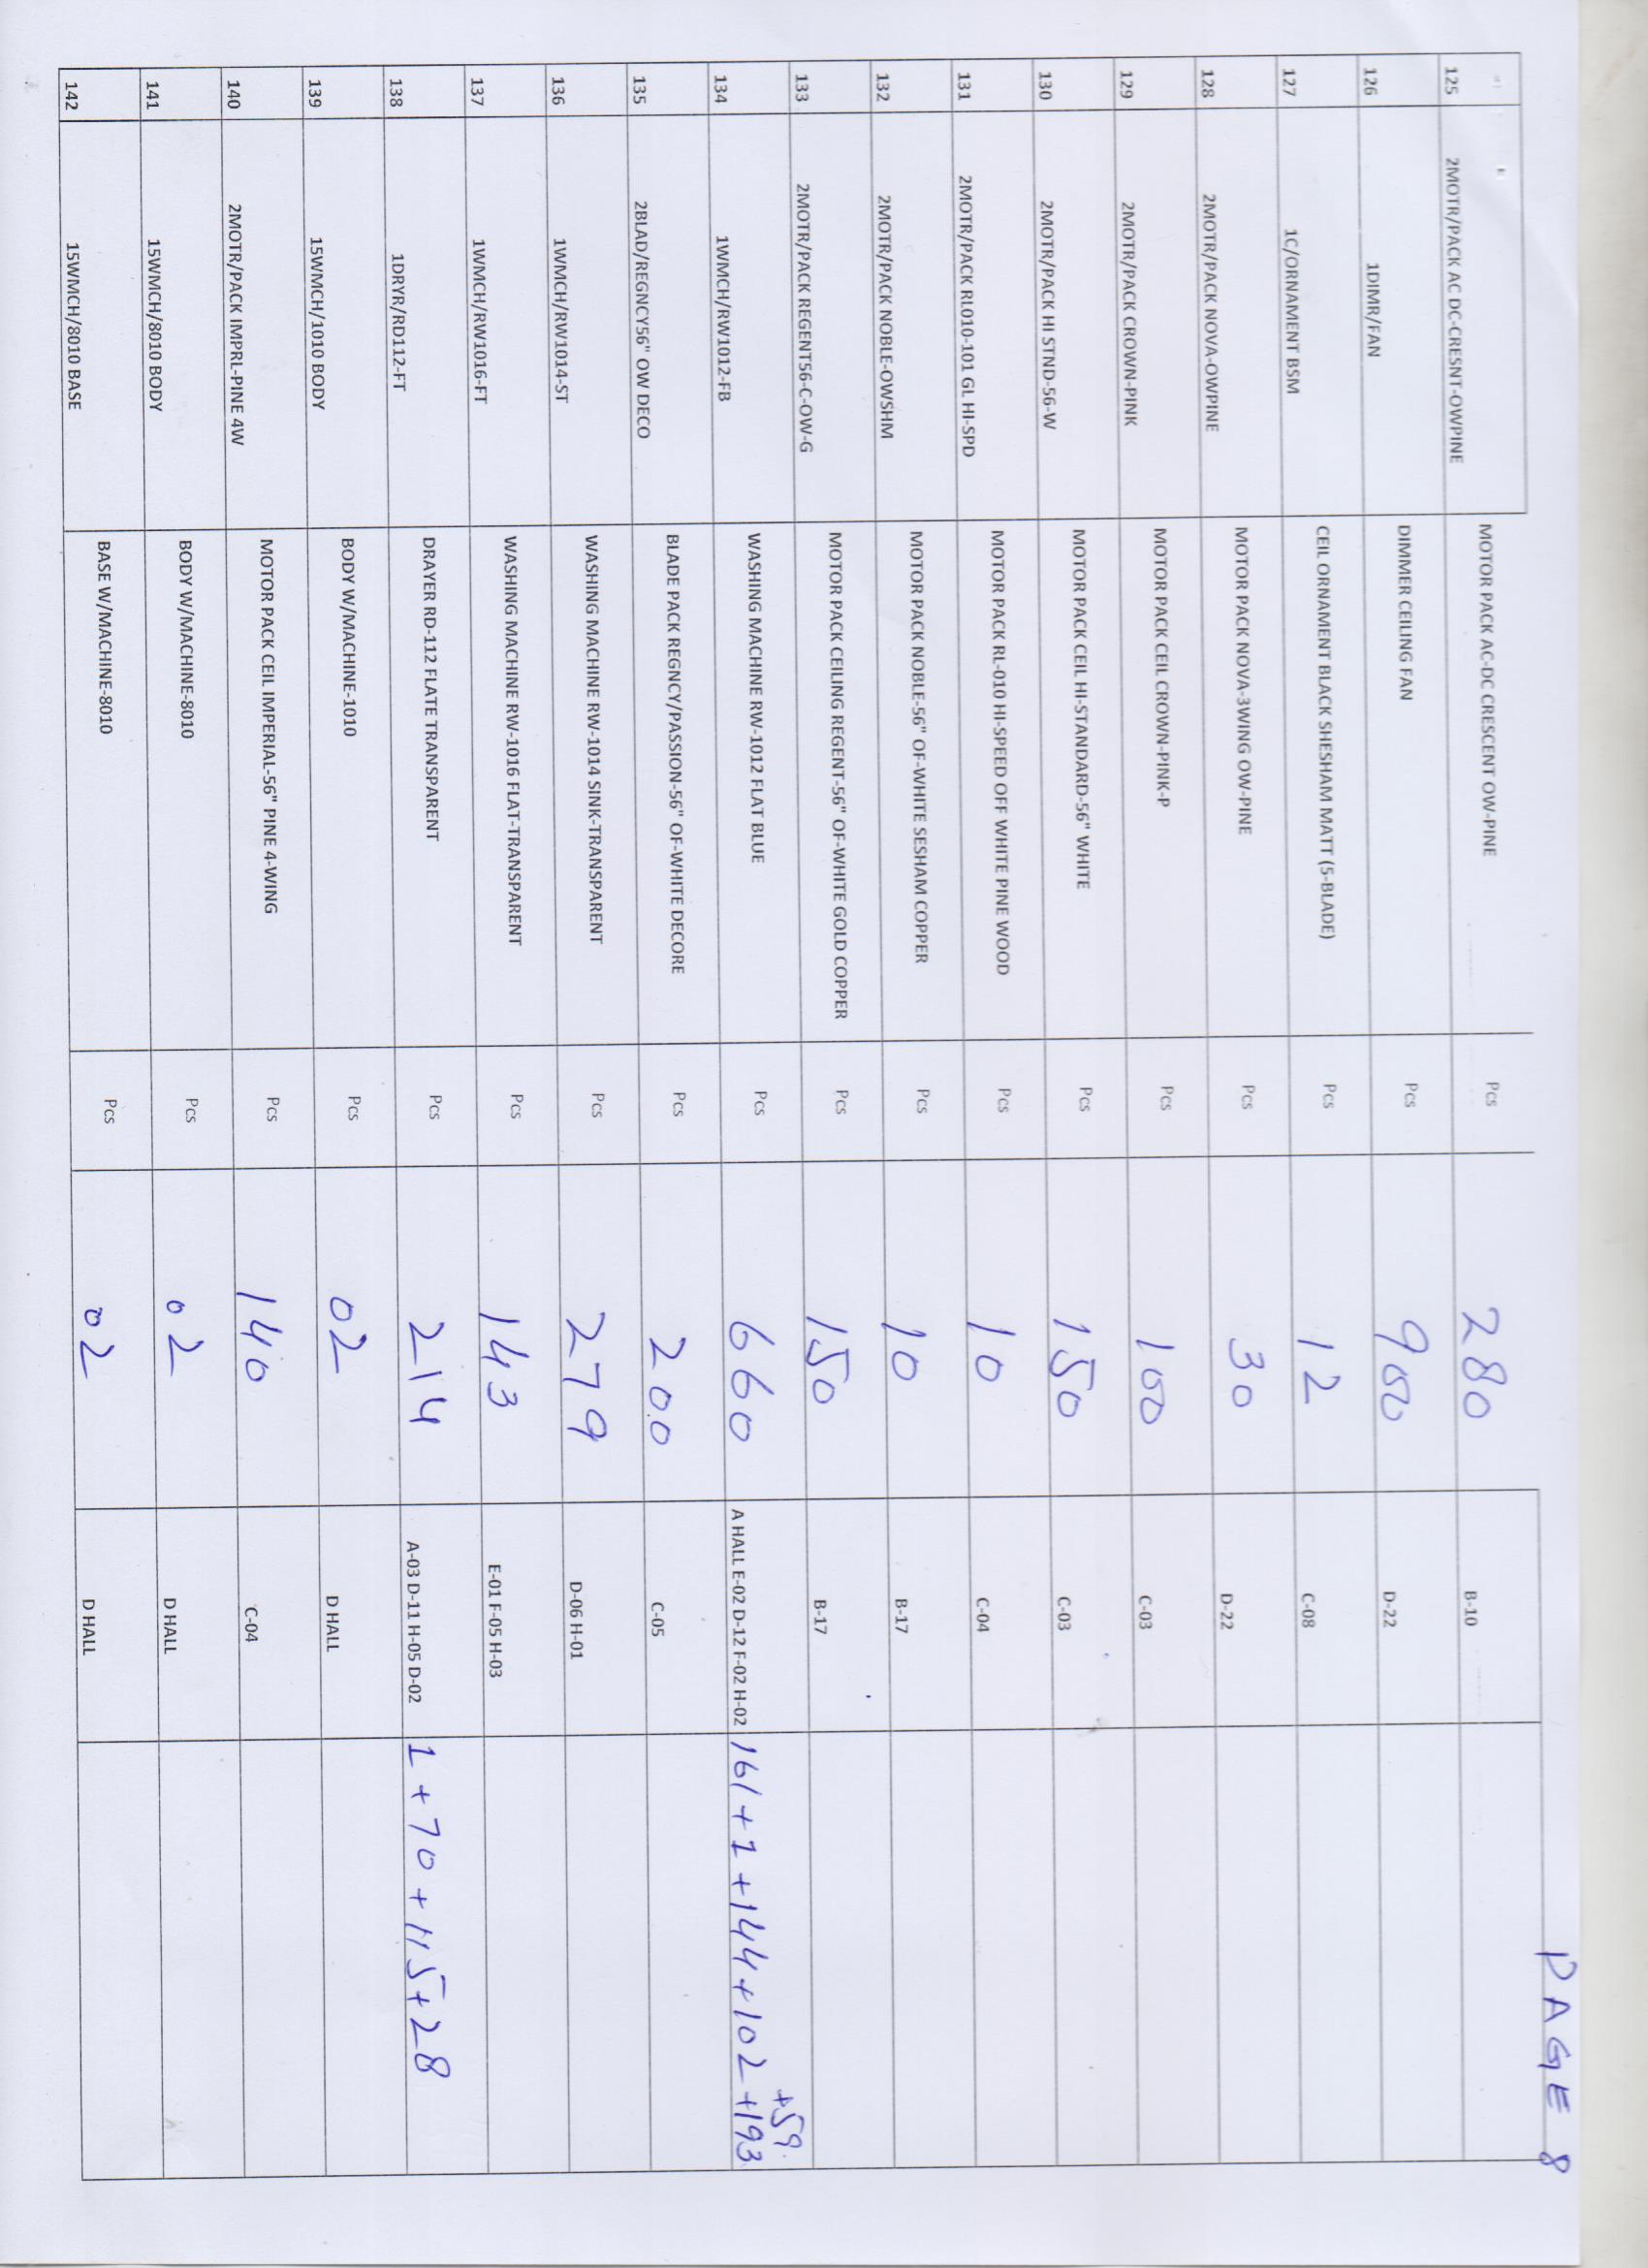 PAGE 8
125 2MOTR/PACK AC DC-CRESNT-OWPINE MOTOR PACK AC-DC CRESCENT OW-PINE Pcs 280 B-10
126 1DIMR/FAN DIMMER CEILING FAN Pcs 900 D-22
127 1C/ORNAMENT BSM CEIL ORNAMENT BLACK SHESHAM MATT (5-BLADE) Pcs 12 C-08
128 2MOTR/PACK NOVA-OWPINE MOTOR PACK NOVA-3WING OW-PINE Pcs 30 D-22
129 2MOTR/PACK CROWN-PINK MOTOR PACK CEIL CROWN-PINK-P Pcs 100 C-03
130 2MOTR/PACK HI STND-56-W MOTOR PACK CEIL HI-STANDARD-56" WHITE Pcs 150 C-03
131 2MOTR/PACK RL010-101 GL HI-SPD MOTOR PACK RL-010 HI-SPEED OFF WHITE PINE WOOD Pcs 10 C-04
132 2MOTR/PACK NOBLE-OWSHM MOTOR PACK NOBLE-56" OF-WHITE SESHAM COPPER Pcs 10 B-17
133 2MOTR/PACK REGENT56-C-OW-G MOTOR PACK CEILING REGENT-56" OF-WHITE GOLD COPPER Pcs 150 B-17
134 1WMCH/RW1012-FB WASHING MACHINE RW-1012 FLAT BLUE Pcs 660 A HALL E-02 D-12 F-02 H-02 161+1+144+102+193
+59
135 2BLAD/REGNCY56" OW DECO BLADE PACK REGNCY/PASSION-56" OF-WHITE DECORE Pcs 200 C-05
136 1WMCH/RW1014-ST WASHING MACHINE RW-1014 SINK-TRANSPARENT Pcs 279 D-06 H-01
137 1WMCH/RW1016-FT WASHING MACHINE RW-1016 FLAT-TRANSPARENT Pcs 143 E-01 F-05 H-03
138 1DRYR/RD112-FT DRAYER RD-112 FLATE TRANSPARENT Pcs 214 A-03 D-11 H-05 D-02 1+70+115+28
139 15WMCH/1010 BODY BODY W/MACHINE-1010 Pcs 02 D HALL
140 2MOTR/PACK IMPRL-PINE 4W MOTOR PACK CEIL IMPERIAL-56" PINE 4-WING Pcs 140 C-04
141 15WMCH/8010 BODY BODY W/MACHINE-8010 Pcs 02 D HALL
142 15WMCH/8010 BASE BASE W/MACHINE-8010 Pcs 02 D HALL